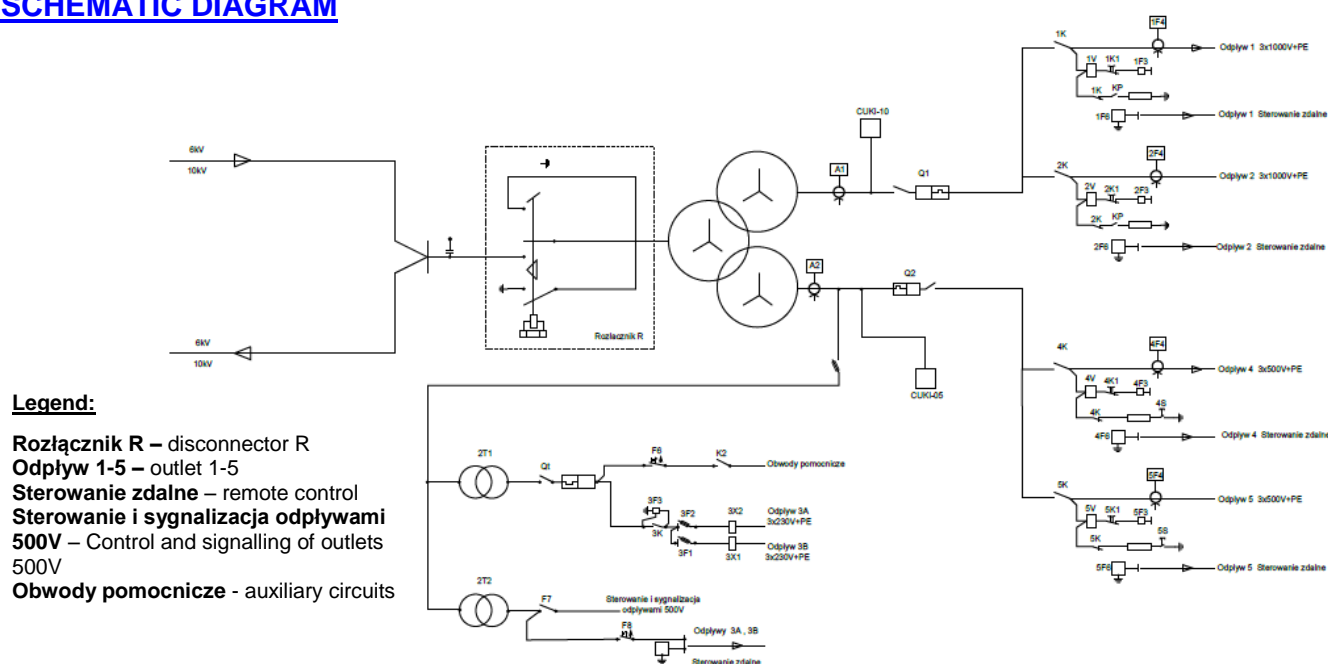 SCHEMATIC DIAGRAM
6kV
10kV
6kV
10kV
Rozłącznik R
A1
CUKI-10
Q1
A2
Q2
CUKI-05
1K
1F4
Odpływ 1 3x1000V+PE
1V
1K1
1F3
1K
KP
1F6
Odpływ 1 Sterowanie zdalne
2K
2F4
Odpływ 2 3x1000V+PE
2V
2K1
2F3
2K
KP
2F6
Odpływ 2 Sterowanie zdalne
4K
4F4
Odpływ 4 3x500V+PE
4V
4K1
4F3
4K
4S
4F6
Odpływ 4 Sterowanie zdalne
5K
5F4
Odpływ 5 3x500V+PE
5V
5K1
5F3
5K
5S
5F6
Odpływ 5 Sterowanie zdalne
2T1
Qt
F6
K2
Obwody pomocnicze
3F3
3K
3F2
3X2
Odpływ 3A
3x230V+PE
3F1
3X1
Odpływ 3B
3x230V+PE
2T2
F7
Sterowanie i sygnalizacja
odpływami 500V
F8
Odpływy 3A , 3B
Sterowanie zdalne
Legend:
Rozłącznik R – disconnector R
Odpływ 1-5 – outlet 1-5
Sterowanie zdalne – remote control
Sterowanie i sygnalizacja odpływami
500V – Control and signalling of outlets
500V
Obwody pomocnicze - auxiliary circuits